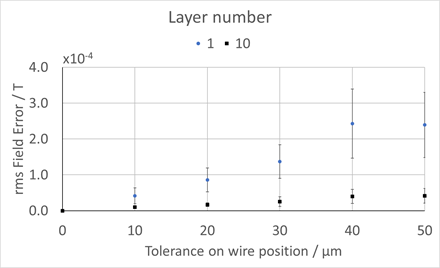 Layer number
1 10
x10-4
4.0
3.0
2.0
1.0
0.0
rms Field Error / T
0 10 20 30 40 50
Tolerance on wire position / μm